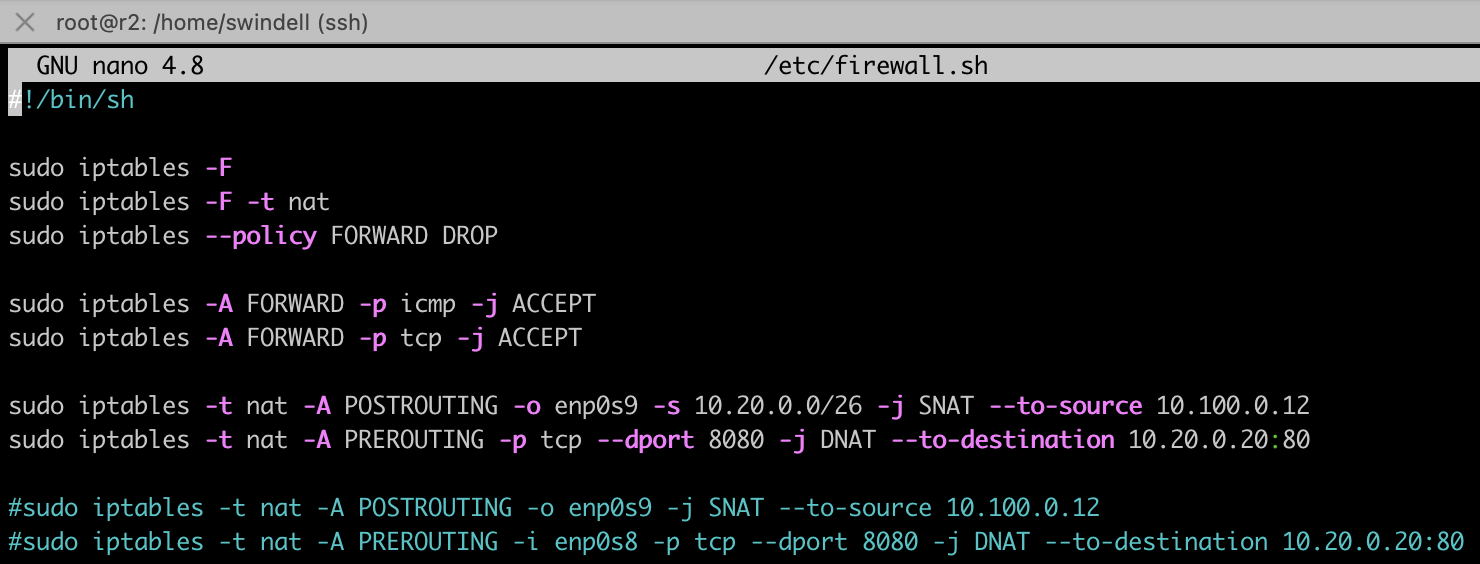 root@r2: /home/swindell (ssh)
GNU nano 4.8 /etc/firewall.sh
#!/bin/sh
sudo iptables -F
sudo iptables -F -t nat
sudo iptables --policy FORWARD DROP
sudo iptables -A FORWARD -p icmp -j ACCEPT
sudo iptables -A FORWARD -p tcp -j ACCEPT
sudo iptables -t nat -A POSTROUTING -o enp0s9 -s 10.20.0.0/26 -j SNAT --to-source 10.100.0.12
sudo iptables -t nat -A PREROUTING -p tcp --dport 8080 -j DNAT --to-destination 10.20.0.20:80
#sudo iptables -t nat -A POSTROUTING -o enp0s9 -j SNAT --to-source 10.100.0.12
#sudo iptables -t nat -A PREROUTING -i enp0s8 -p tcp --dport 8080 -j DNAT --to-destination 10.20.0.20:80